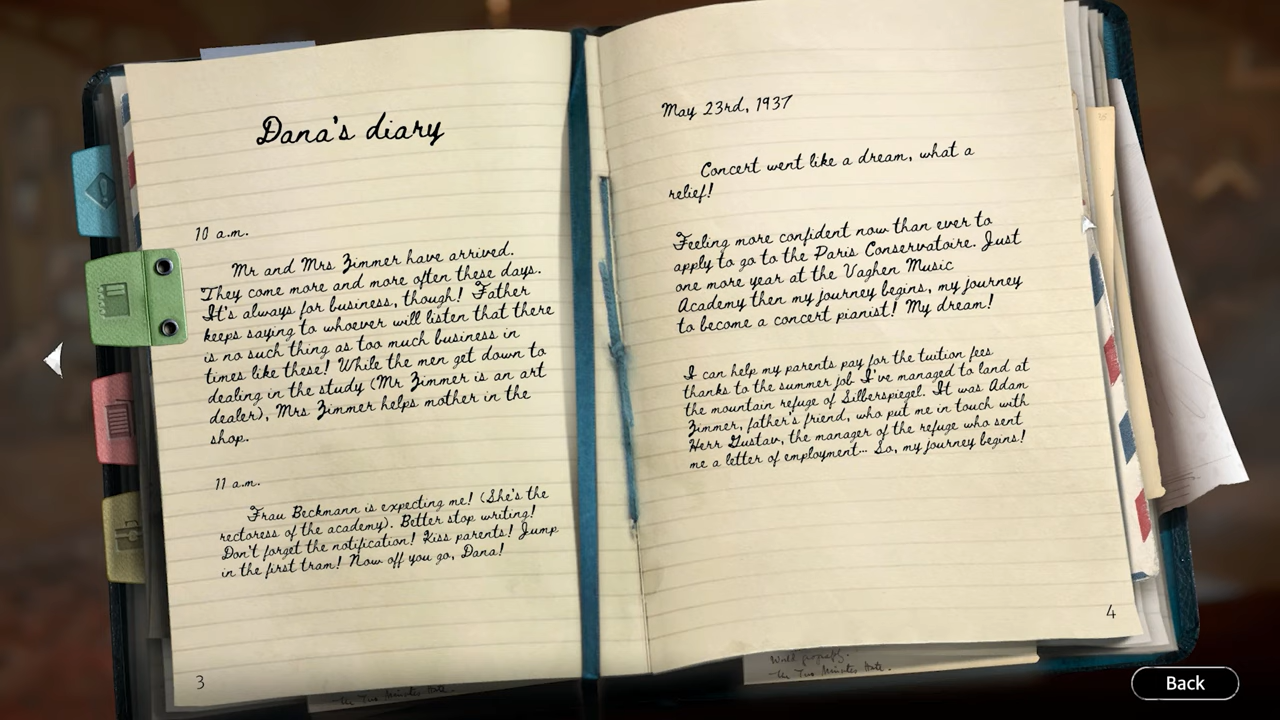 Dana's diary
10 a.m.
Mr and Mrs Zimmer have arrived.
They come more and more often these days.
It's always for business, though! Father
keeps saying to whoever will listen that there
is no such thing as too much business in
times like these! While the men get down to
dealing in the study (Mr Zimmer is an art
dealer), Mrs Zimmer helps mother in the
shop.
11 a.m.
Frau Beckmann is expecting me! (She's the
rectoress of the academy). Better stop writing!
Don't forget the notification! Kiss parents! Jump
in the first tram! Now off you go, Dana!
3
May 23rd, 1937
Concert went like a dream, what a
relief!
Feeling more confident now than ever to
apply to go to the Paris Conservatoire. Just
one more year at the Vaghen Music
Academy then my journey begins, my journey
to become a concert pianist! My dream!
I can help my parents pay for the tuition fees
thanks to the summer job I've managed to land at
the mountain refuge of Silberspiegel. It was Adam
Zimmer, father's friend, who put me in touch with
Herr Gustav, the manager of the refuge who sent
me a letter of employment... So, my journey begins!
4
-the Two Minutes Hate.
-the Two Minutes Hate.
Back